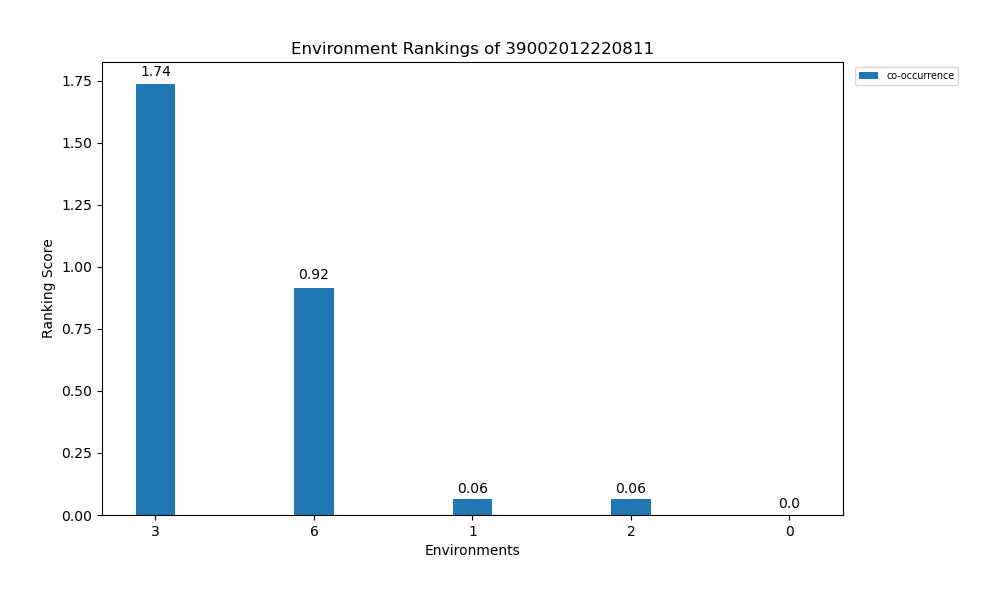 Environment Rankings of 39002012220811
co-occurrence
Ranking Score
1.75
1.50
1.25
1.00
0.75
0.50
0.25
0.00
1.74
0.92
0.06
0.06
0.0
3 6 1 2 0
Environments